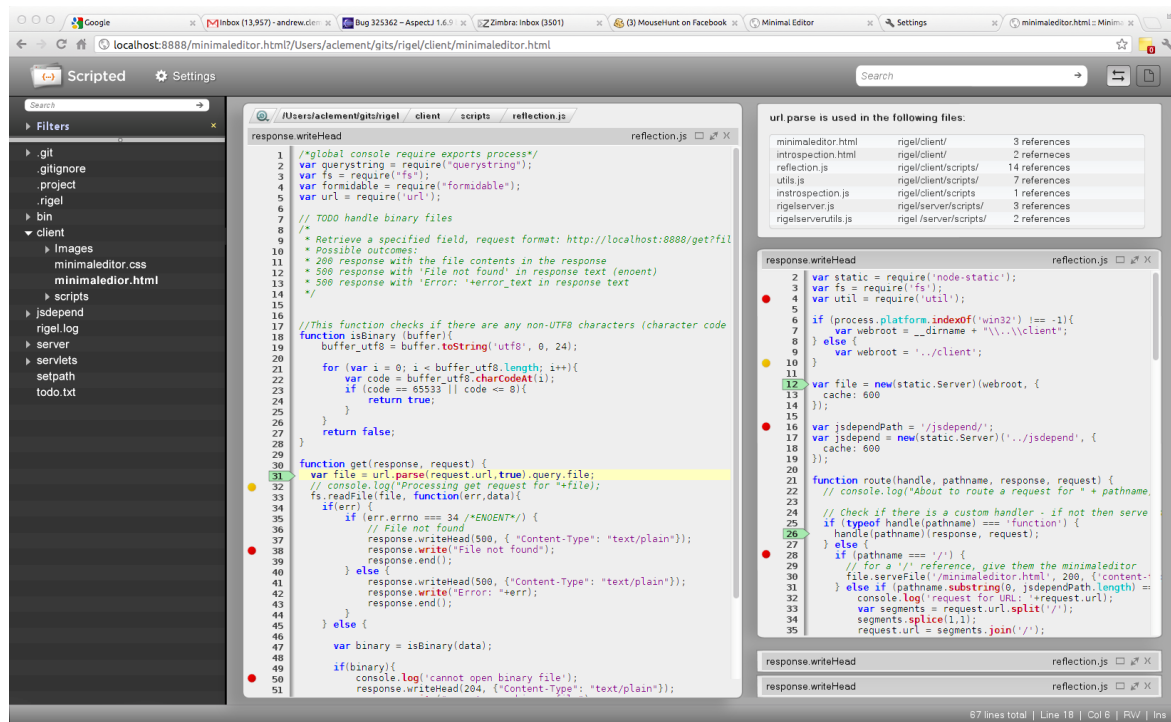 Google
Inbox (13,957) - andrew.clem
Bug 325362 – AspectJ 1.6.9
Zimbra: Inbox (3501)
(3) MouseHunt on Facebook
Minimal Editor
Settings
minimaleditor.html :: Minim
localhost:8888/minimaleditor.html?/Users/aclement/gits/rigel/client/minimaleditor.html
Scripted
Settings
Search
Search
Filters
.git
.gitignore
.project
.rigel
bin
client
Images
minimaleditor.css
minimaledior.html
scripts
jsdepend
rigel.log
server
servlets
setpath
todo.txt
/Users/aclement/gits/rigel client scripts reflection.js
response.writeHead reflection.js
1 /*global console require exports process*/
2 var querystring = require("querystring");
3 var fs = require("fs");
4 var formidable = require("formidable");
5 var url = require('url');
6
7 // TODO handle binary files
8 /*
9 * Retrieve a specified field, request format: http://localhost:8888/get?fil
10 * Possible outcomes:
11 * 200 response with the file contents in the response
12 * 500 response with 'File not found' in response text (enoent)
13 * 500 response with 'Error: '+error_text in response text
14 */
15
16
17 //This function checks if there are any non-UTF8 characters (character code
18 function isBinary (buffer){
19 buffer_utf8 = buffer.toString('utf8', 0, 24);
20
21 for (var i = 0; i < buffer_utf8.length; i++){
22 var code = buffer_utf8.charCodeAt(i);
23 if (code == 65533 || code <= 8){
24 return true;
25 }
26 }
27 return false;
28 }
29
30 function get(response, request) {
31 var file = url.parse(request.url,true).query.file;
32 // console.log("Processing get request for "+file);
33 fs.readFile(file, function(err,data){
34 if(err) {
35 if (err.errno === 34 /*ENOENT*/) {
36 // File not found
37 response.writeHead(500, { "Content-Type": "text/plain"});
38 response.write("File not found");
39 response.end();
40 } else {
41 response.writeHead(500, {"Content-Type": "text/plain"});
42 response.write("Error: "+err);
43 response.end();
44 }
45 } else {
46
47 var binary = isBinary(data);
48
49 if(binary){
50 console.log('cannot open binary file');
51 response.writeHead(204, {"Content-Type": "text/plain"});
url.parse is used in the following files:
minimaleditor.html rigel/client/ 3 references
introspection.html rigel/client/ 2 refernces
reflection.js rigel/client/scripts/ 14 references
utils.js rigel/client/scripts/ 7 references
instrospection.js rigel/client/scripts 1 references
rigelserver.js rigel/server/scripts/ 3 references
rigelserverutils.js rigel /server/scripts/ 2 references
response.writeHead reflection.js
2 var static = require('node-static');
3 var fs = require('fs');
4 var util = require('util');
5
6 if (process.platform.indexOf('win32') !== -1){
7 var webroot = __dirname + "\\..\\client";
8 } else {
9 var webroot = '../client';
10 }
11
12 var file = new(static.Server)(webroot, {
13 cache: 600
14 });
15
16 var jsdependPath = '/jsdepend/';
17 var jsdepend = new(static.Server)('../jsdepend', {
18 cache: 600
19 });
20
21 function route(handle, pathname, response, request) {
22 // console.log("About to route a request for " + pathname
23
24 // Check if there is a custom handler - if not then serve
25 if (typeof handle(pathname) === 'function') {
26 handle(pathname)(response, request);
27 } else {
28 if (pathname === '/') {
29 // for a '/' reference, give them the minimaleditor
30 file.serveFile('/minimaleditor.html', 200, {'content-
31 } else if (pathname.substring(0, jsdependPath.length) ==
32 console.log('request for URL: '+request.url);
33 var segments = request.url.split('/');
34 segments.splice(1,1);
35 request.url = segments.join('/');
response.writeHead reflection.js
response.writeHead reflection.js
67 lines total | Line 18 | Col 6 | RW | Ins